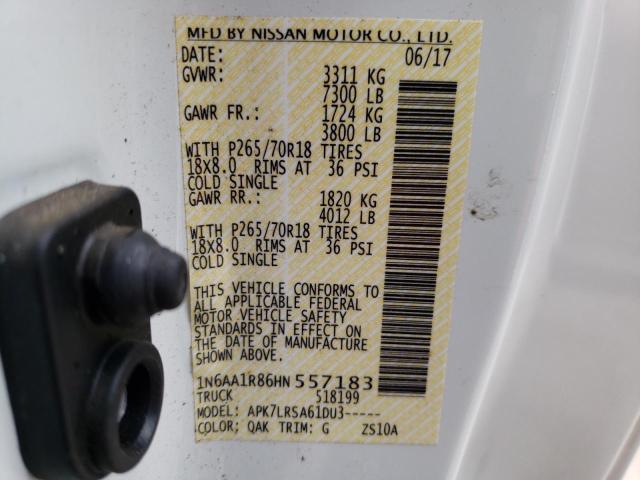 MFD BY NISSAN MOTOR CO., LTD.
DATE: 06/17
GVWR: 3311 KG
7300 LB
GAWR FR.: 1724 KG
3800 LB
WITH P265/70R18 TIRES
18X8.0 RIMS AT 36 PSI
COLD SINGLE
GAWR RR.: 1820 KG
4012 LB
WITH P265/70R18 TIRES
18X8.0 RIMS AT 36 PSI
COLD SINGLE
THIS VEHICLE CONFORMS TO
ALL APPLICABLE FEDERAL
MOTOR VEHICLE SAFETY
STANDARDS IN EFFECT ON
THE DATE OF MANUFACTURE
SHOWN ABOVE.
1N6AA1R86HN 557183
TRUCK 518199
MODEL: APK7LRSA61DU3-----
COLOR; QAK TRIM: G ZS10A